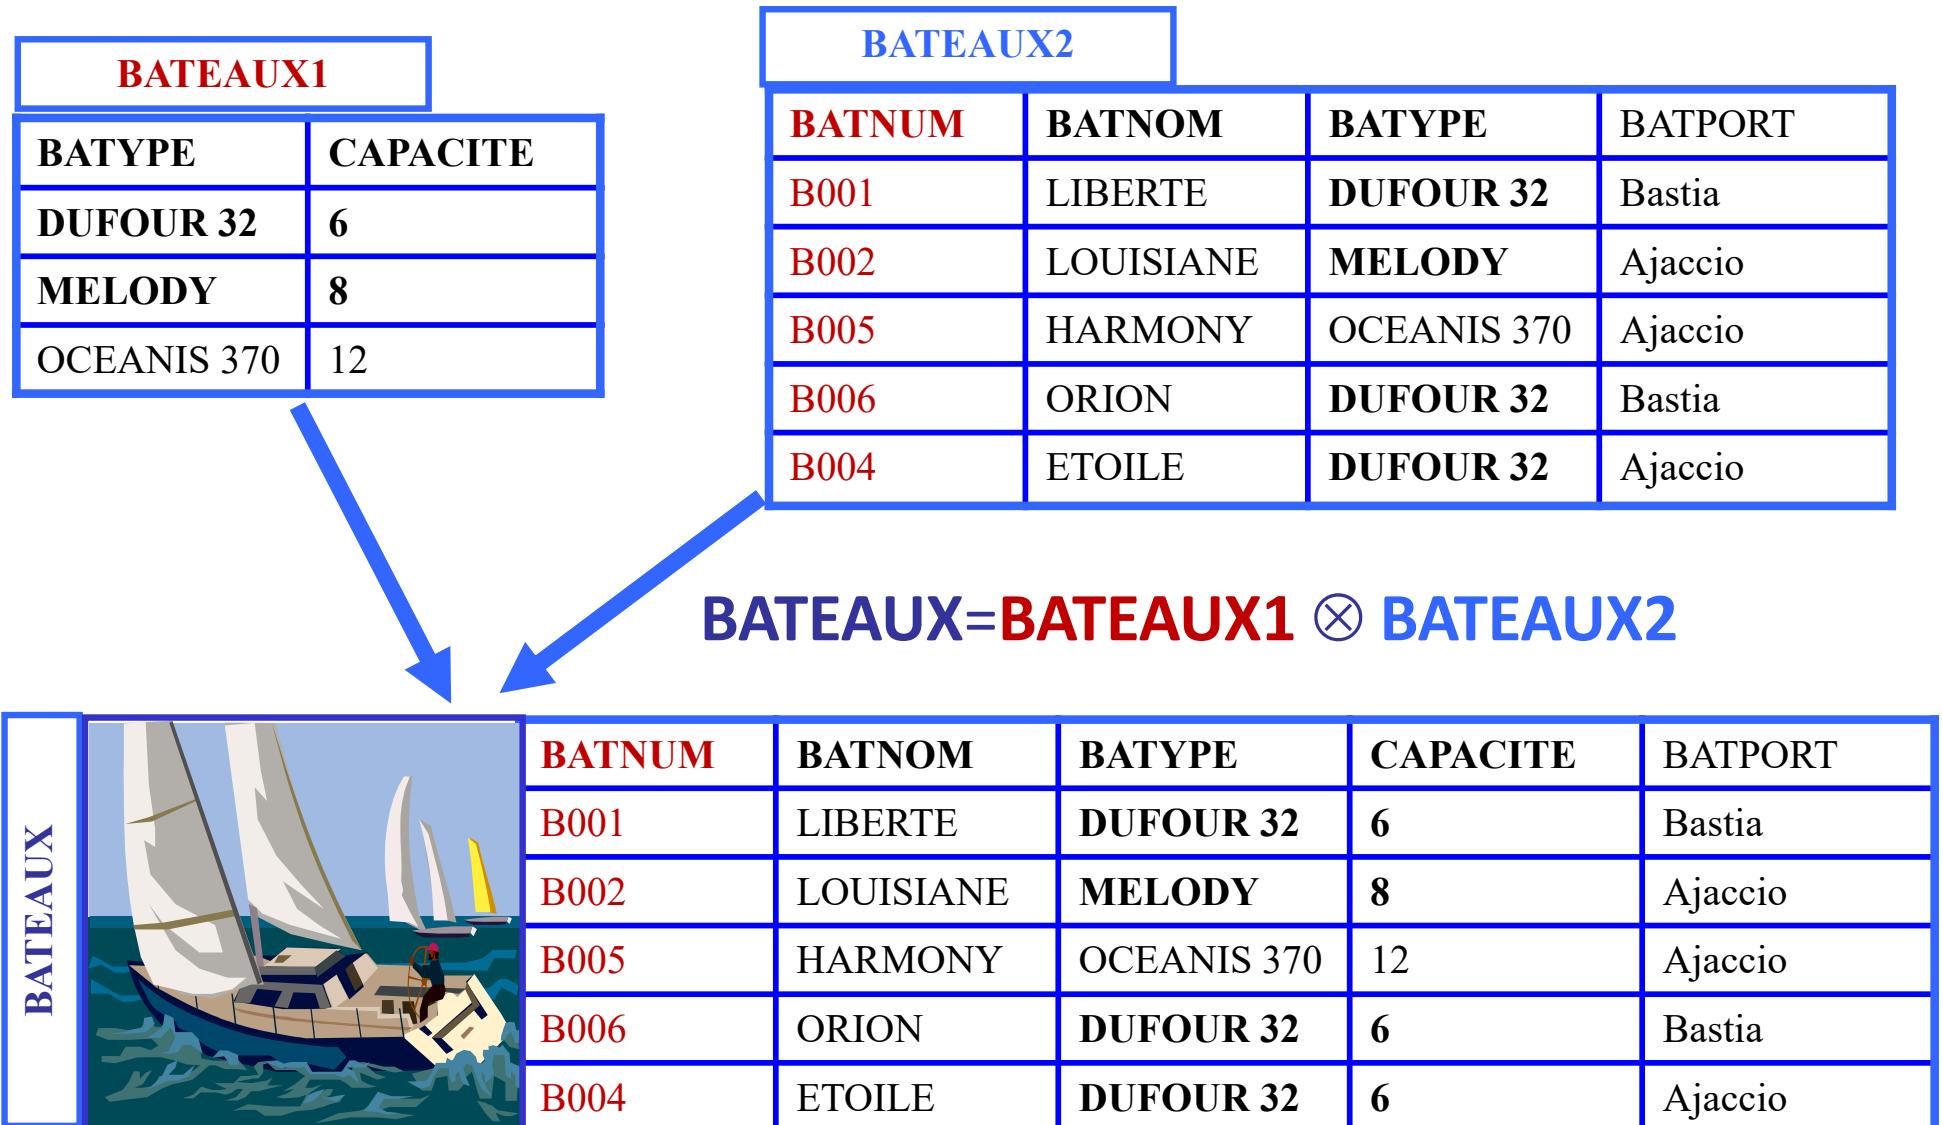 BATEAUX1
BATYPE CAPACITE
DUFOUR 32 6
MELODY 8
OCEANIS 370 12
BATEAUX2
BATNUM BATNOM BATYPE BATPORT
B001 LIBERTE DUFOUR 32 Bastia
B002 LOUISIANE MELODY Ajaccio
B005 HARMONY OCEANIS 370 Ajaccio
B006 ORION DUFOUR 32 Bastia
B004 ETOILE DUFOUR 32 Ajaccio
BATEAUX=BATEAUX1 ⊗ BATEAUX2
BATEAUX
BATNUM BATNOM BATYPE CAPACITE BATPORT
B001 LIBERTE DUFOUR 32 6 Bastia
B002 LOUISIANE MELODY 8 Ajaccio
B005 HARMONY OCEANIS 370 12 Ajaccio
B006 ORION DUFOUR 32 6 Bastia
B004 ETOILE DUFOUR 32 6 Ajaccio